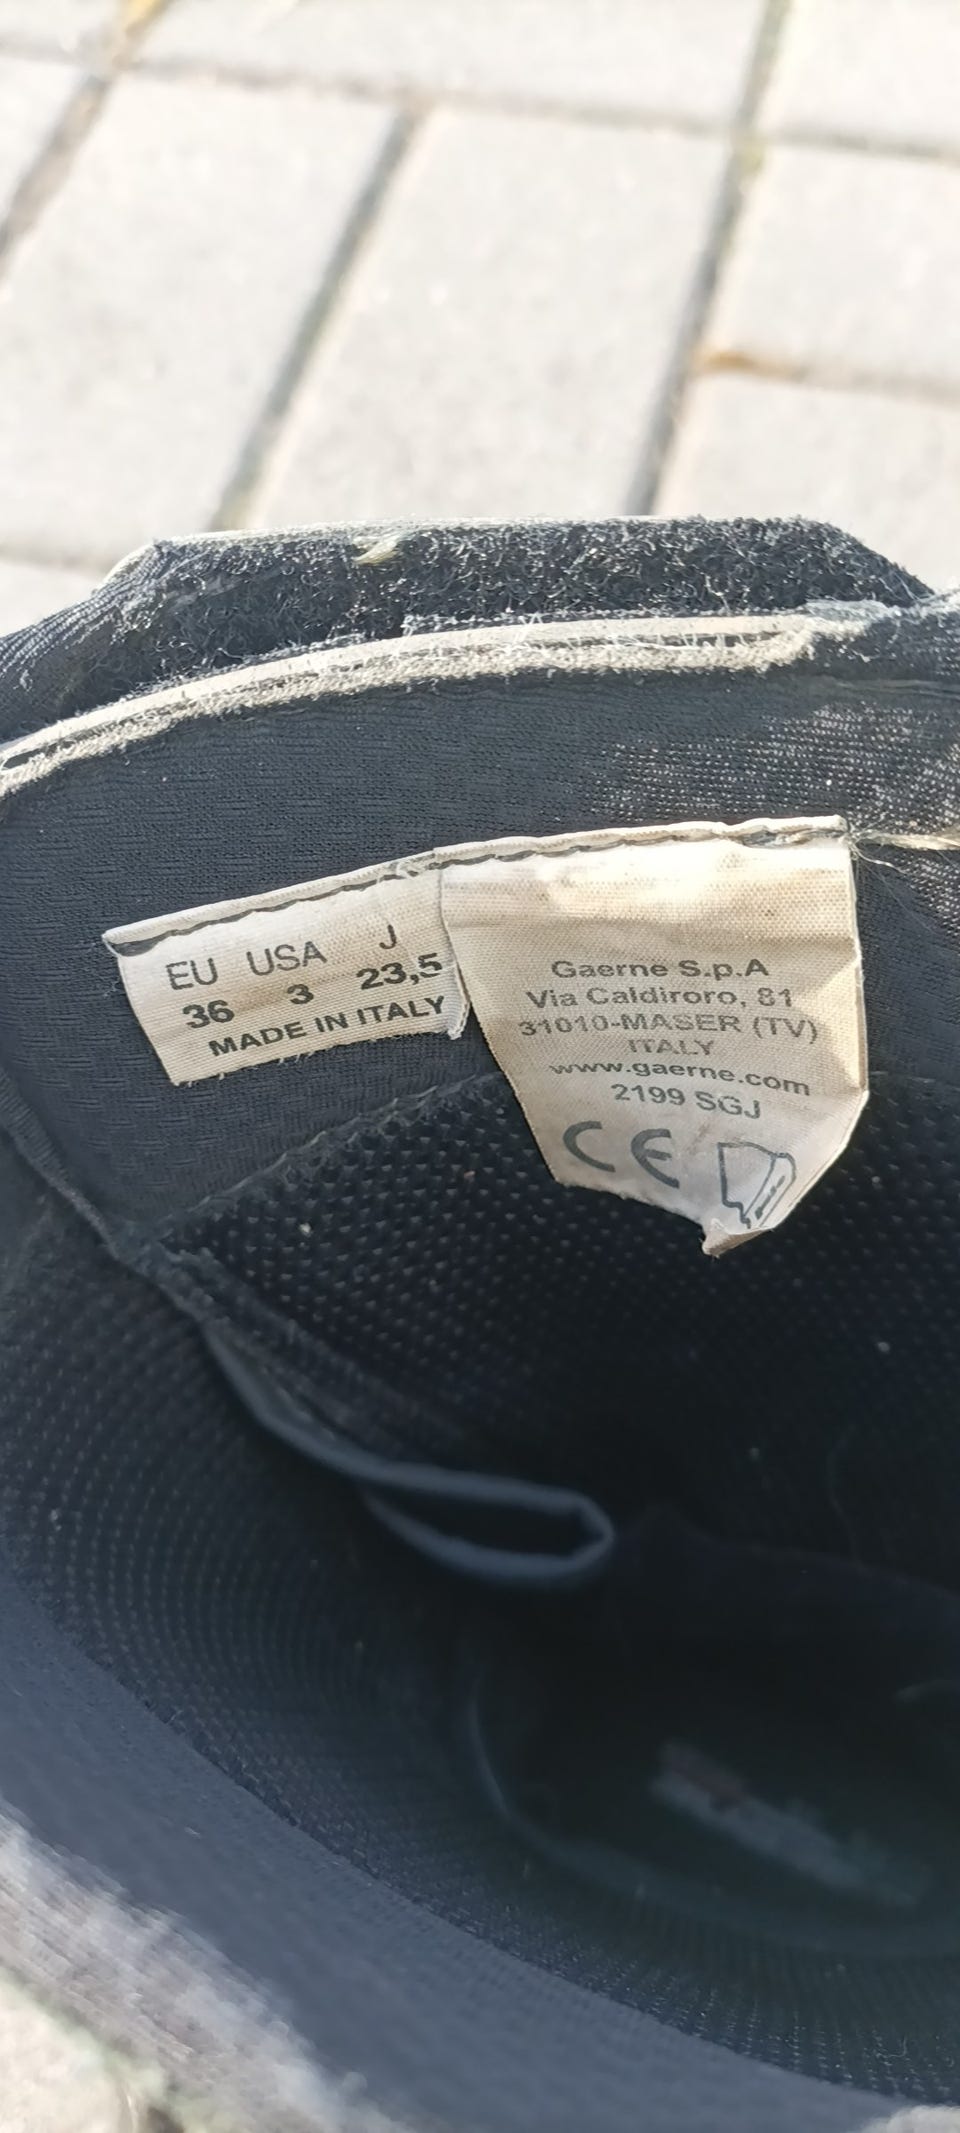 EU USA J
36 3 23,5
MADE IN ITALY
Gaerne S.p.A
Via Caldiroro, 81
31010-MASER (TV)
ITALY
www.gaerne.com
2199 SGJ
CE